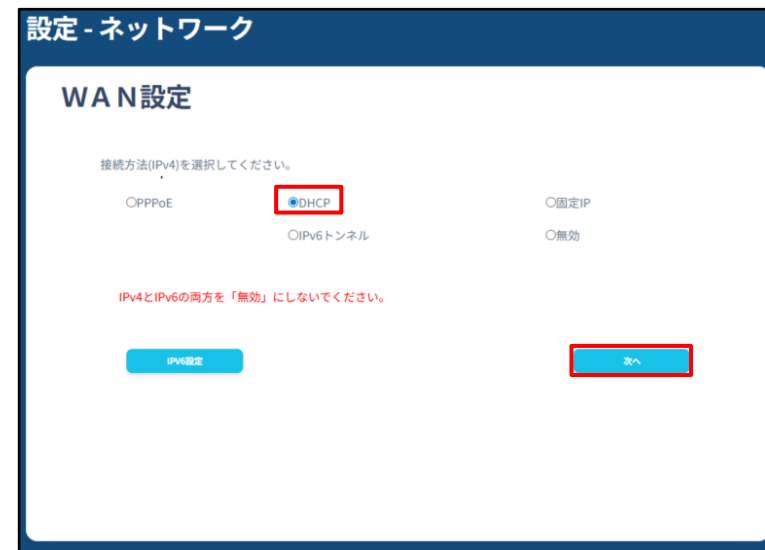 設定 - ネットワーク
ＷＡＮ設定
接続方法(IPv4)を選択してください。
PPPoE
DHCP
固定IP
IPv6トンネル
無効
IPv4とIPv6の両方を「無効」にしないでください。
IPV6設定
次へ